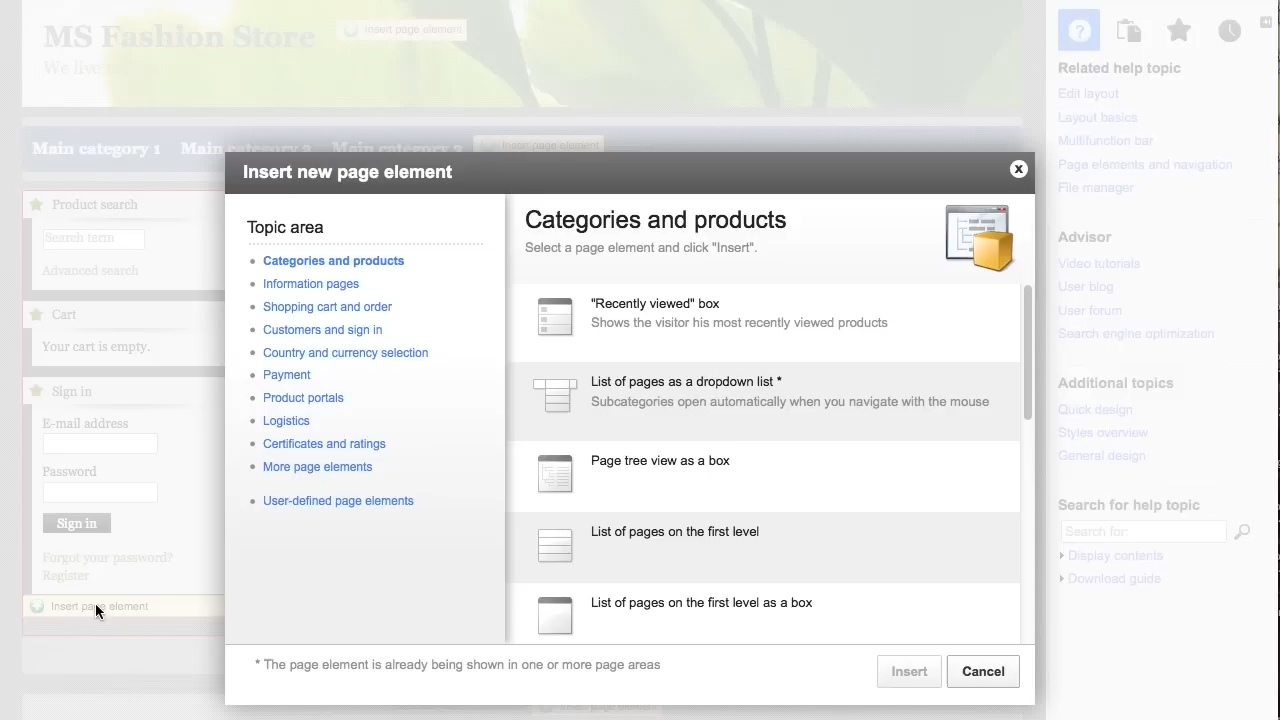 MS Fashion Store
Insert page element
We live
Main category 1
Main category 2
Main category 3
Insert page element
Product search
Search term
Advanced search
Cart
Your cart is empty.
Sign in
E-mail address
Password
Sign in
Forgot your password?
Register
Insert page element
Insert new page element
x
Topic area
Categories and products
Information pages
Shopping cart and order
Customers and sign in
Country and currency selection
Payment
Product portals
Logistics
Certificates and ratings
More page elements
User-defined page elements
Categories and products
Select a page element and click "Insert".
"Recently viewed" box
Shows the visitor his most recently viewed products
List of pages as a dropdown list *
Subcategories open automatically when you navigate with the mouse
Page tree view as a box
List of pages on the first level
List of pages on the first level as a box
* The page element is already being shown in one or more page areas
Insert
Cancel
?
Related help topic
Edit layout
Layout basics
Multifunction bar
Page elements and navigation
File manager
Advisor
Video tutorials
User blog
User forum
Search engine optimization
Additional topics
Quick design
Styles overview
General design
Search for help topic
Search for:
Display contents
Download guide